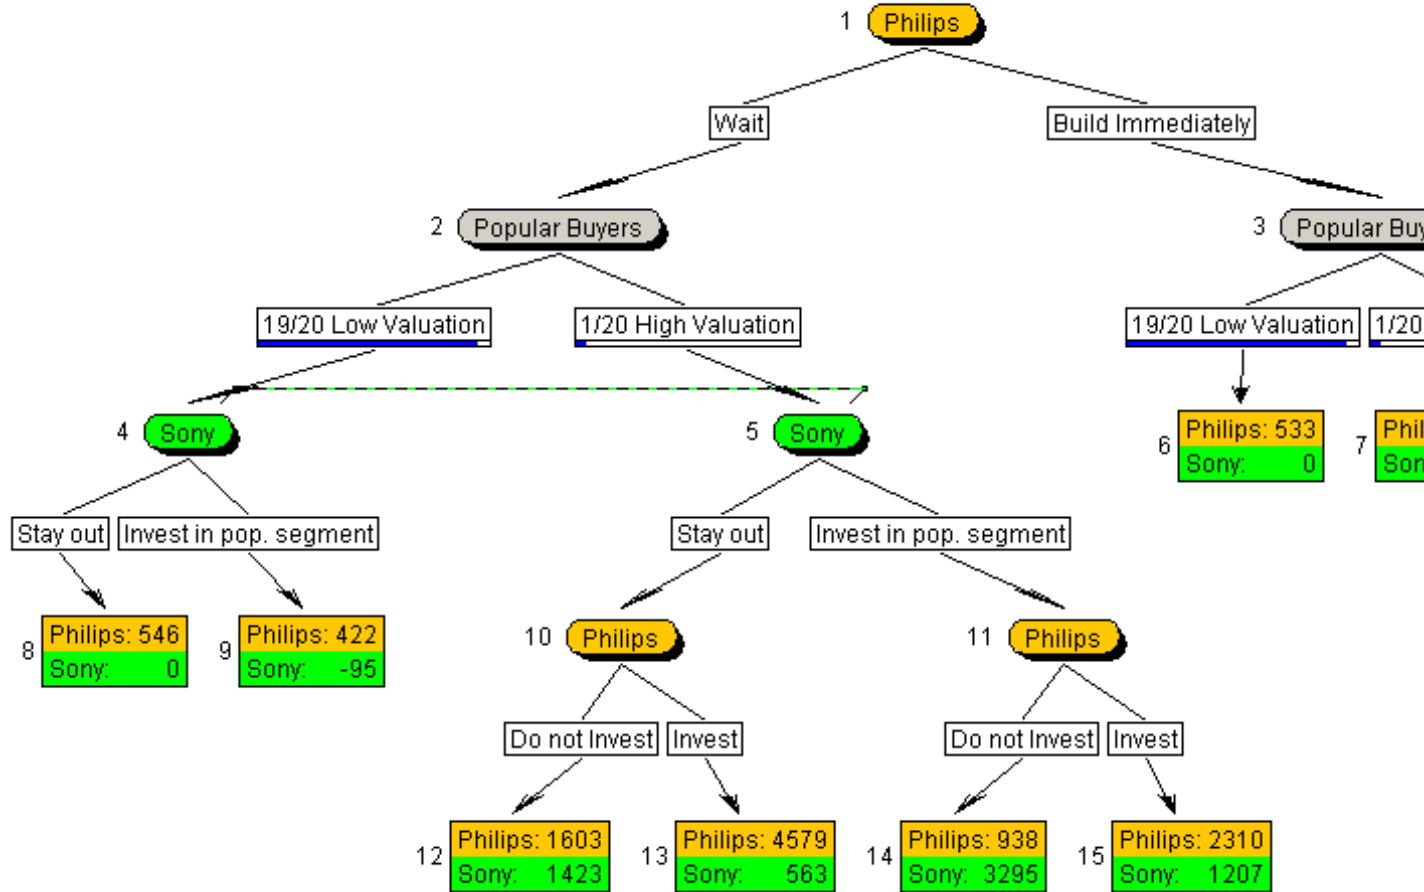 1 Philips
Wait
Build Immediately
2 Popular Buyers
3 Popular
19/20 Low Valuation
1/20 High Valuation
19/20 Low Valuation
1/20
4 Sony
5 Sony
6
Philips: 533
Sony: 0
7
Stay out
Invest in pop. segment
Stay out
Invest in pop. segment
8
Philips: 546
Sony: 0
9
Philips: 422
Sony: -95
10 Philips
11 Philips
Do not Invest
Invest
Do not Invest
Invest
12
Philips: 1603
Sony: 1423
13
Philips: 4579
Sony: 563
14
Philips: 938
Sony: 3295
15
Philips: 2310
Sony: 1207